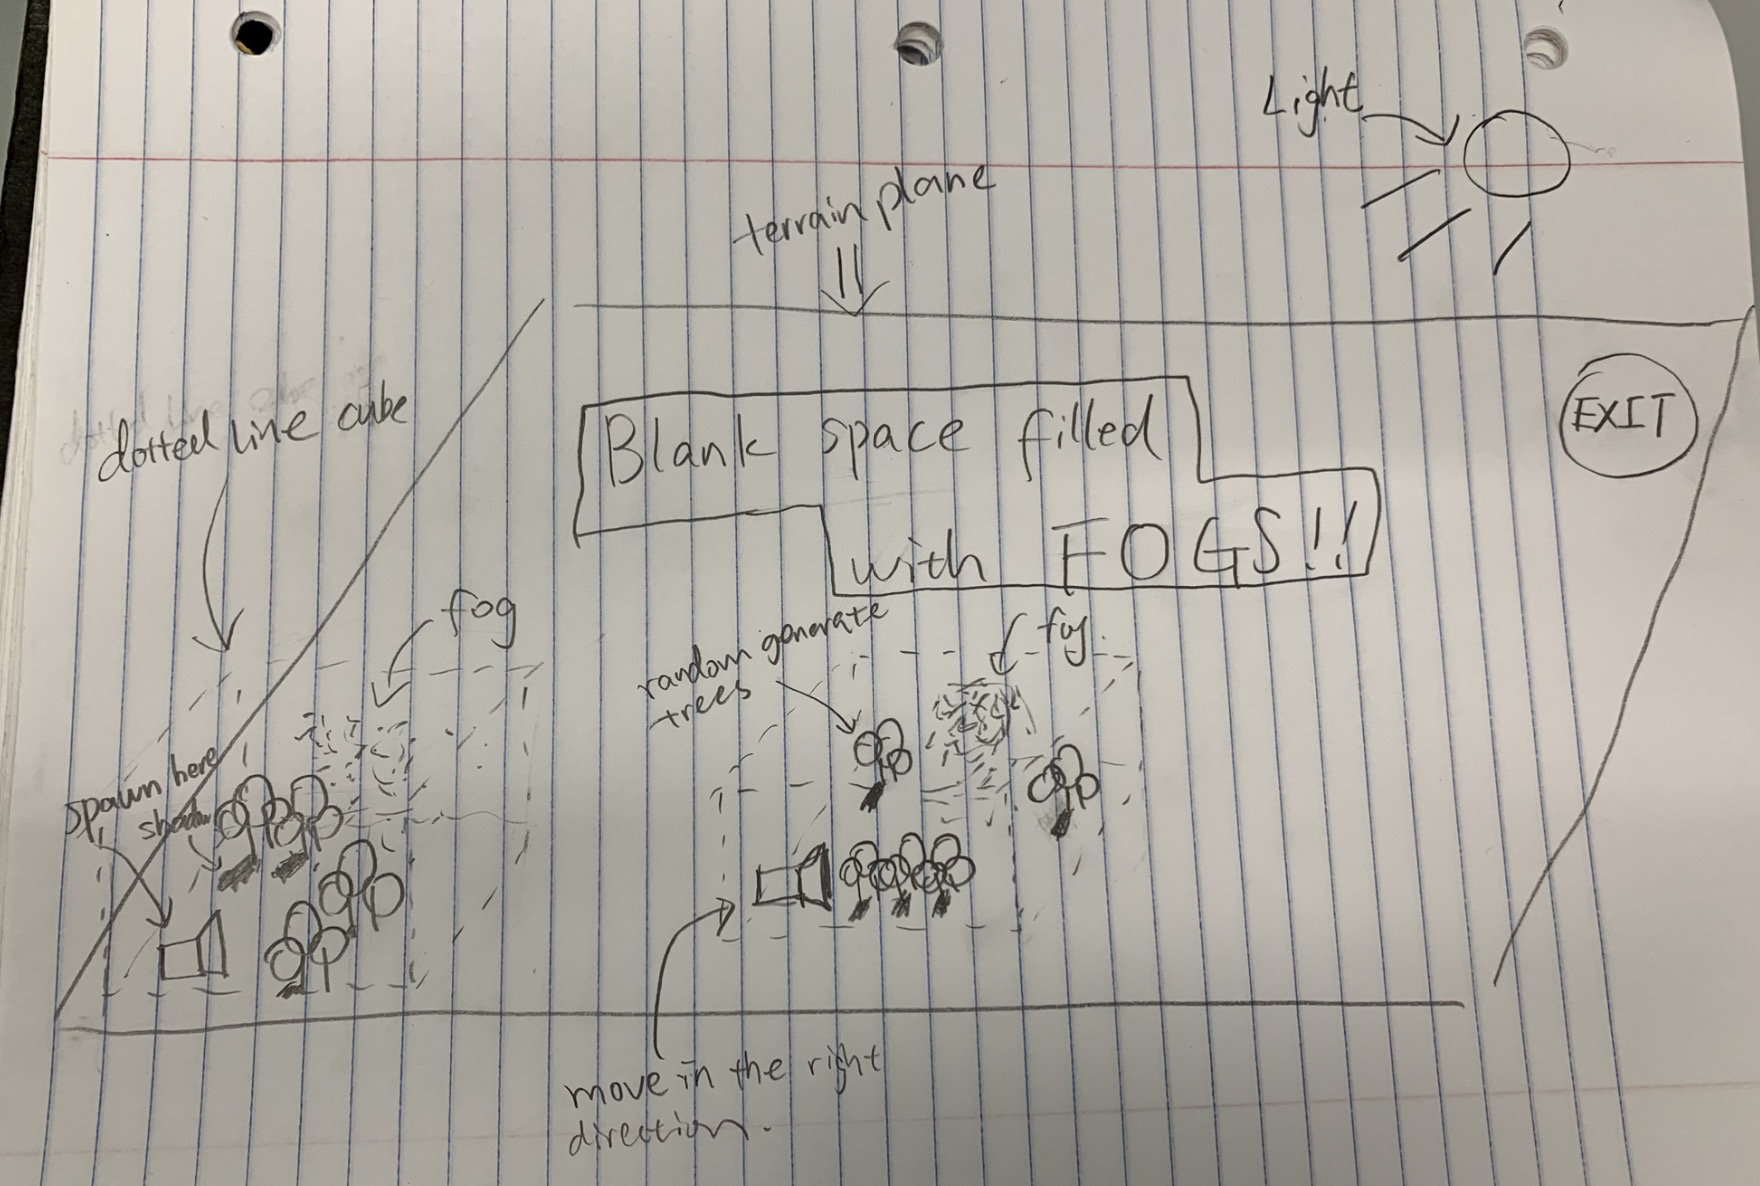 Light
terrain plane
EXIT
dotted line cube
Blank space filled
with FOGS!!
fog
fog.
random generate
trees
spawn here
shadow
move in the right
direction.